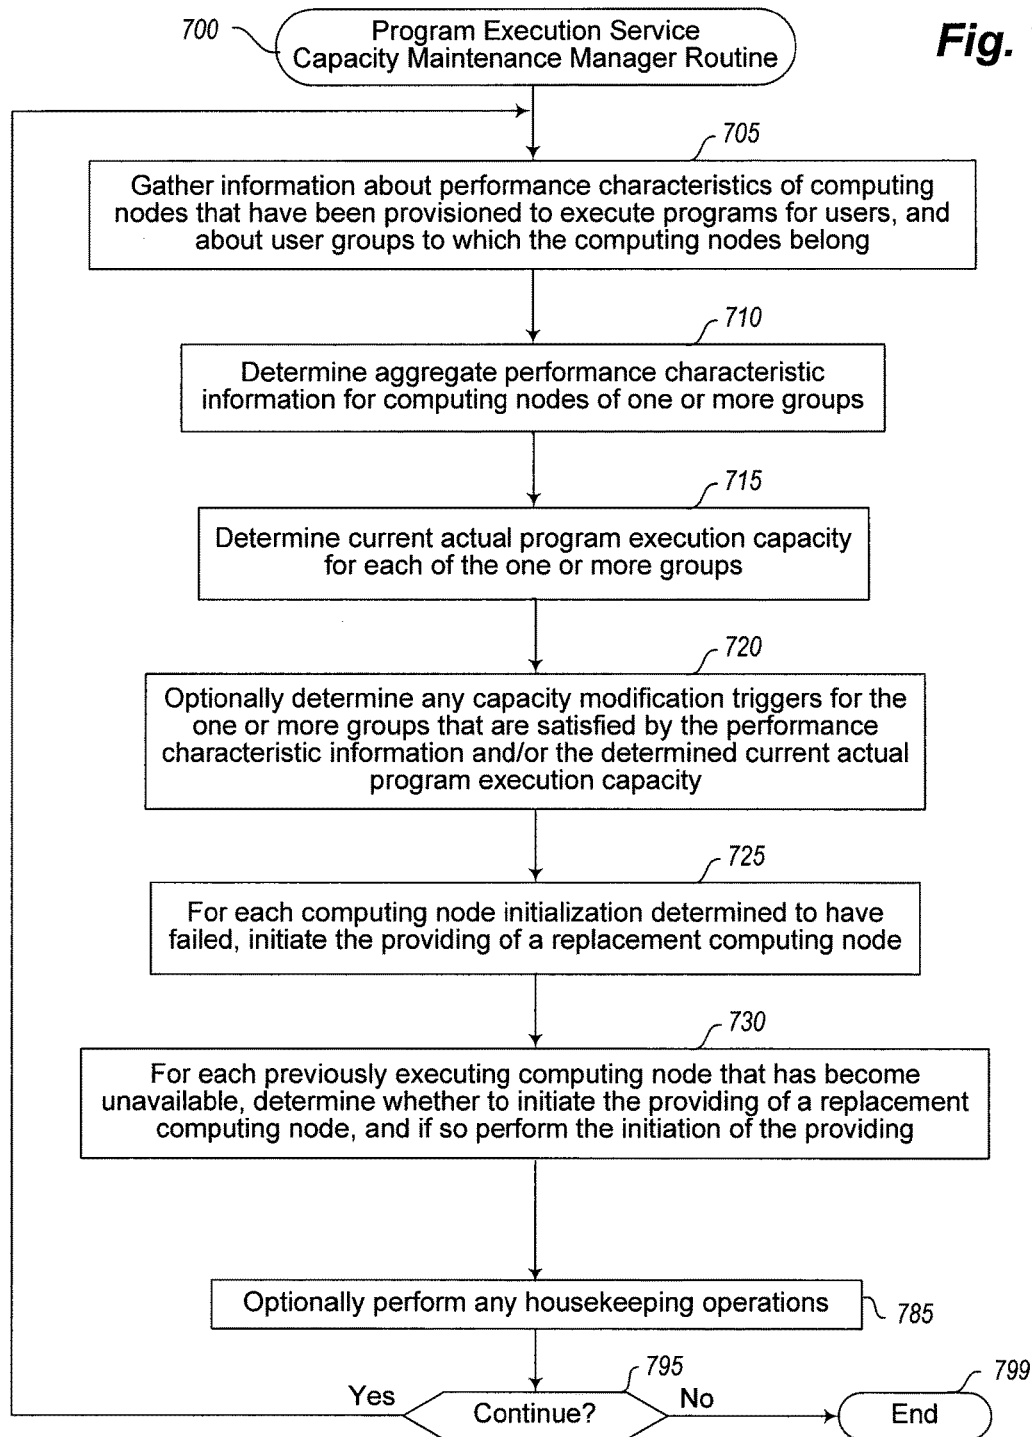 700
Program Execution Service
Capacity Maintenance Manager Routine
Fig.
705
Gather information about performance characteristics of computing
nodes that have been provisioned to execute programs for users, and
about user groups to which the computing nodes belong
710
Determine aggregate performance characteristic
information for computing nodes of one or more groups
715
Determine current actual program execution capacity
for each of the one or more groups
720
Optionally determine any capacity modification triggers for the
one or more groups that are satisfied by the performance
characteristic information and/or the determined current actual
program execution capacity
725
For each computing node initialization determined to have
failed, initiate the providing of a replacement computing node
730
For each previously executing computing node that has become
unavailable, determine whether to initiate the providing of a replacement
computing node, and if so perform the initiation of the providing
Optionally perform any housekeeping operations
785
795
799
Yes
Continue?
No
End